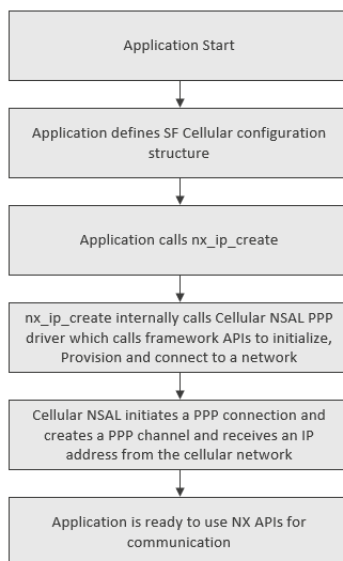 Application Start
Application defines SF Cellular configuration
structure
Application calls nx_ip_create
nx_ip_create internally calls Cellular NSAL PPP
driver which calls framework APIs to initialize,
Provision and connect to a network
Cellular NSAL initiates a PPP connection and
creates a PPP channel and receives an IP
address from the cellular network
Application is ready to use NX APIs for
communication